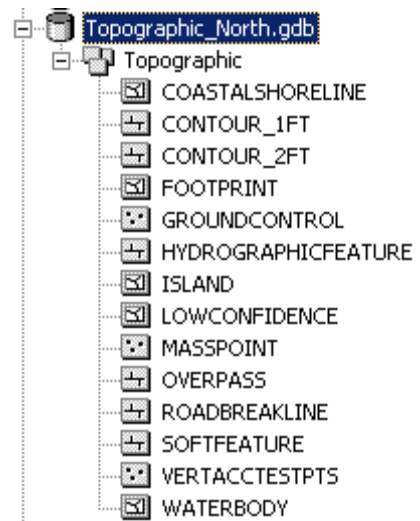 Topographic_North.gdb
Topographic
COASTALSHORELINE
CONTOUR_1FT
CONTOUR_2FT
FOOTPRINT
GROUNDCONTROL
HYDROGRAPHICFEATURE
ISLAND
LOWCONFIDENCE
MASSPOINT
OVERPASS
ROADBREAKLINE
SOFTFEATURE
VERTACCTESTPTS
WATERBODY